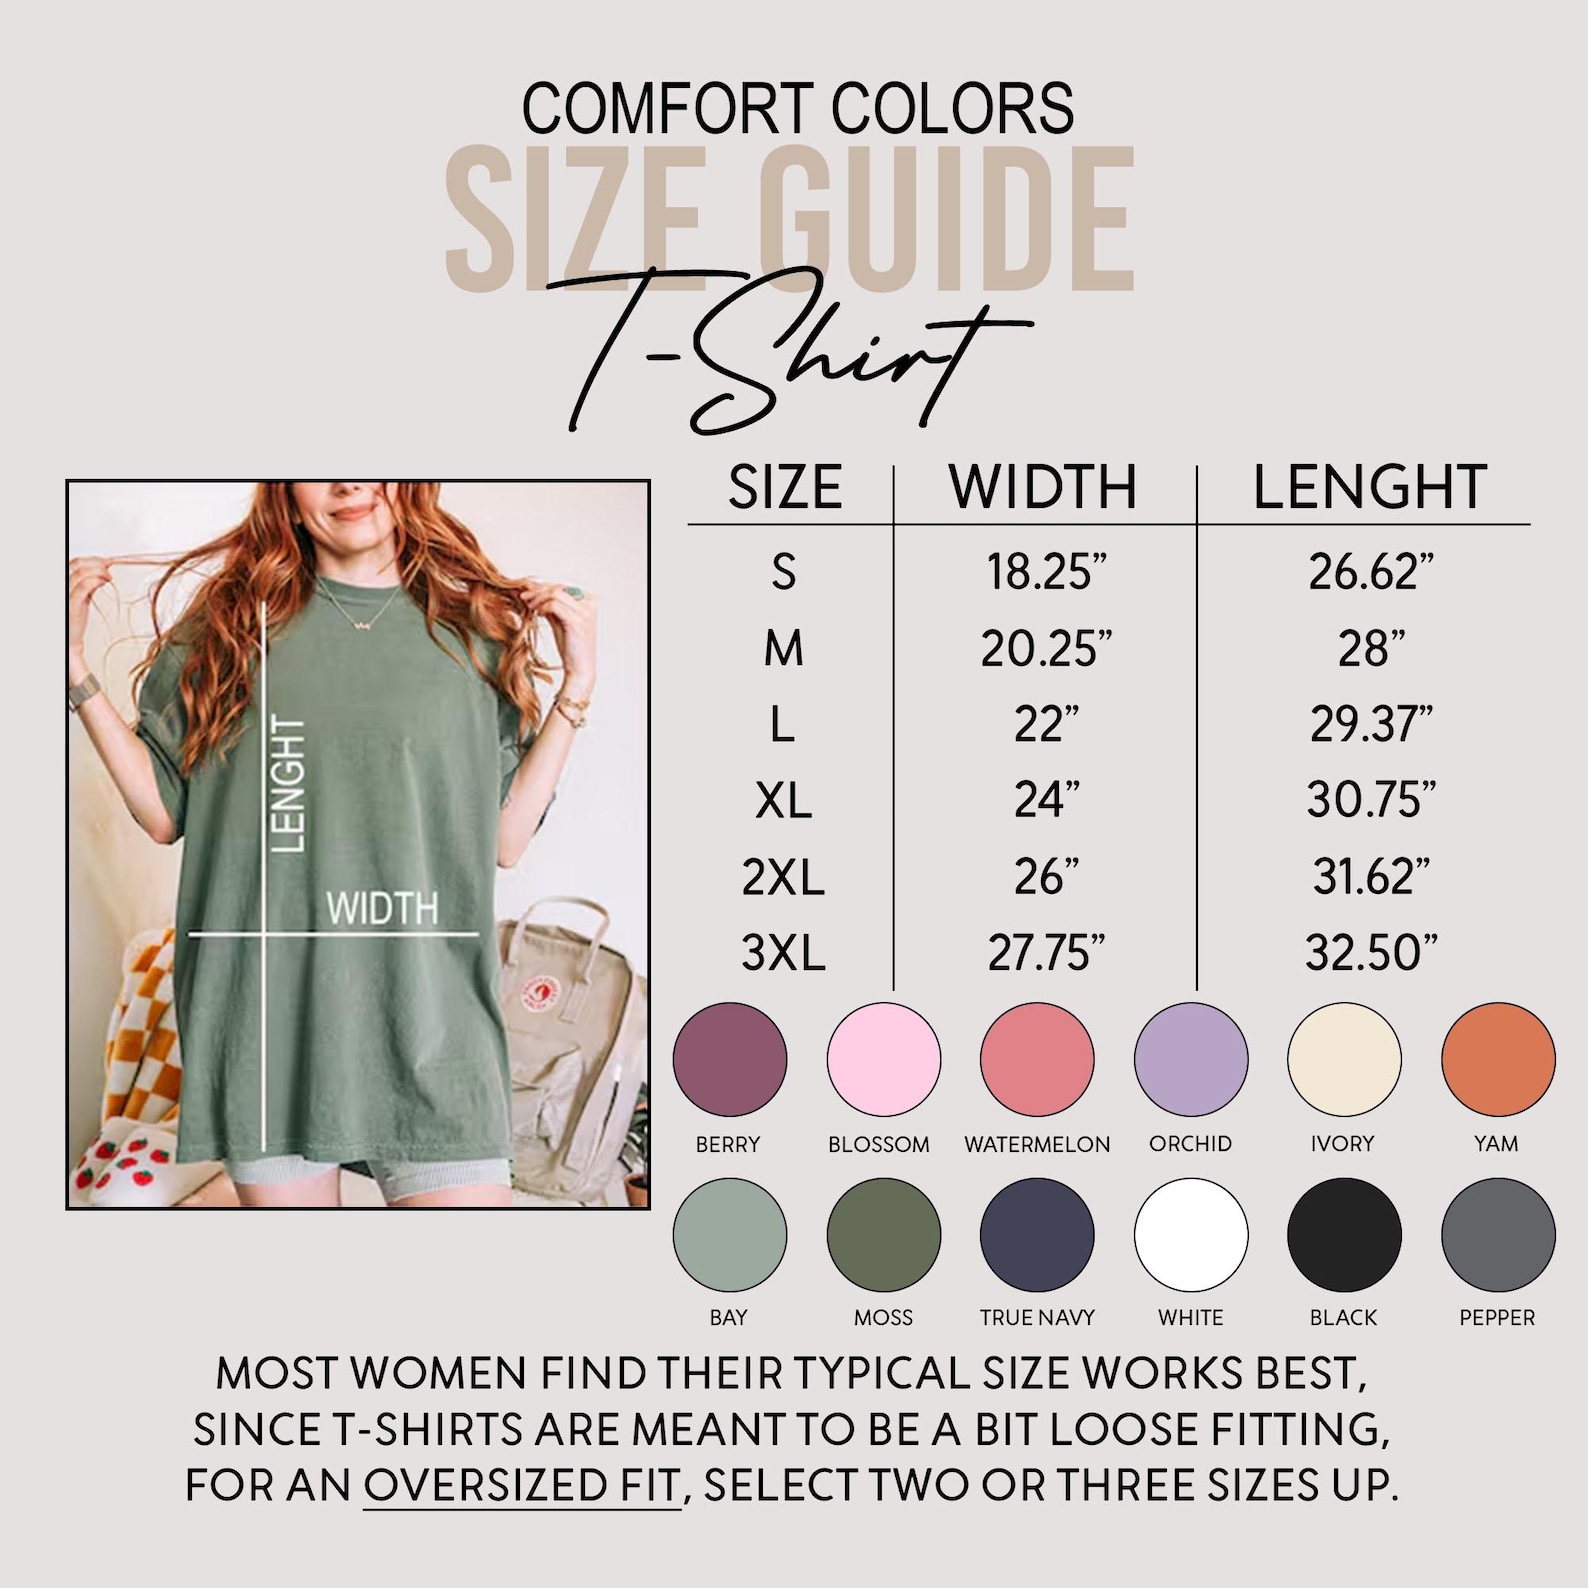 COMFORT COLORS
SIZE GUIDE
T-Shirt
SIZE WIDTH LENGHT
S 18.25” 26.62”
M 20.25” 28”
L 22” 29.37”
XL 24” 30.75”
2XL 26” 31.62”
3XL 27.75” 32.50”
LENGHT
WIDTH
BERRY BLOSSOM WATERMELON ORCHID IVORY YAM
BAY MOSS TRUE NAVY WHITE BLACK PEPPER
MOST WOMEN FIND THEIR TYPICAL SIZE WORKS BEST,
SINCE T-SHIRTS ARE MEANT TO BE A BIT LOOSE FITTING,
FOR AN OVERSIZED FIT, SELECT TWO OR THREE SIZES UP.